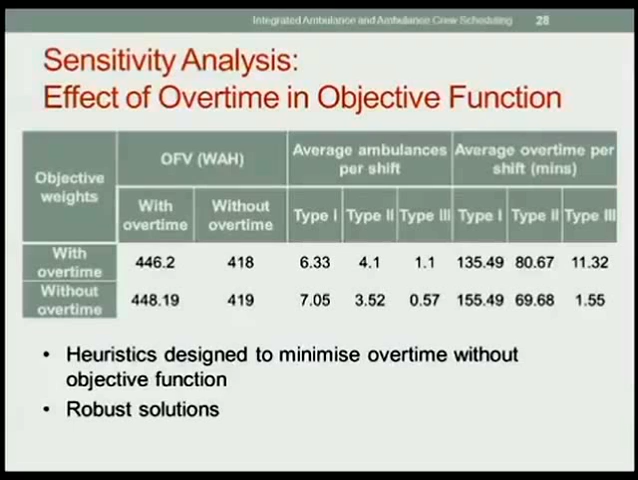 Integrated Ambulance and Ambulance Crew Scheduling 28
Sensitivity Analysis:
Effect of Overtime in Objective Function
Objective weights OFV (WAH) Average ambulances per shift Average overtime per shift (mins)
With overtime Without overtime Type I Type II Type III Type I Type II Type III
With overtime 446.2 418 6.33 4.1 1.1 135.49 80.67 11.32
Without overtime 448.19 419 7.05 3.52 0.57 155.49 69.68 1.55
• Heuristics designed to minimise overtime without
objective function
• Robust solutions